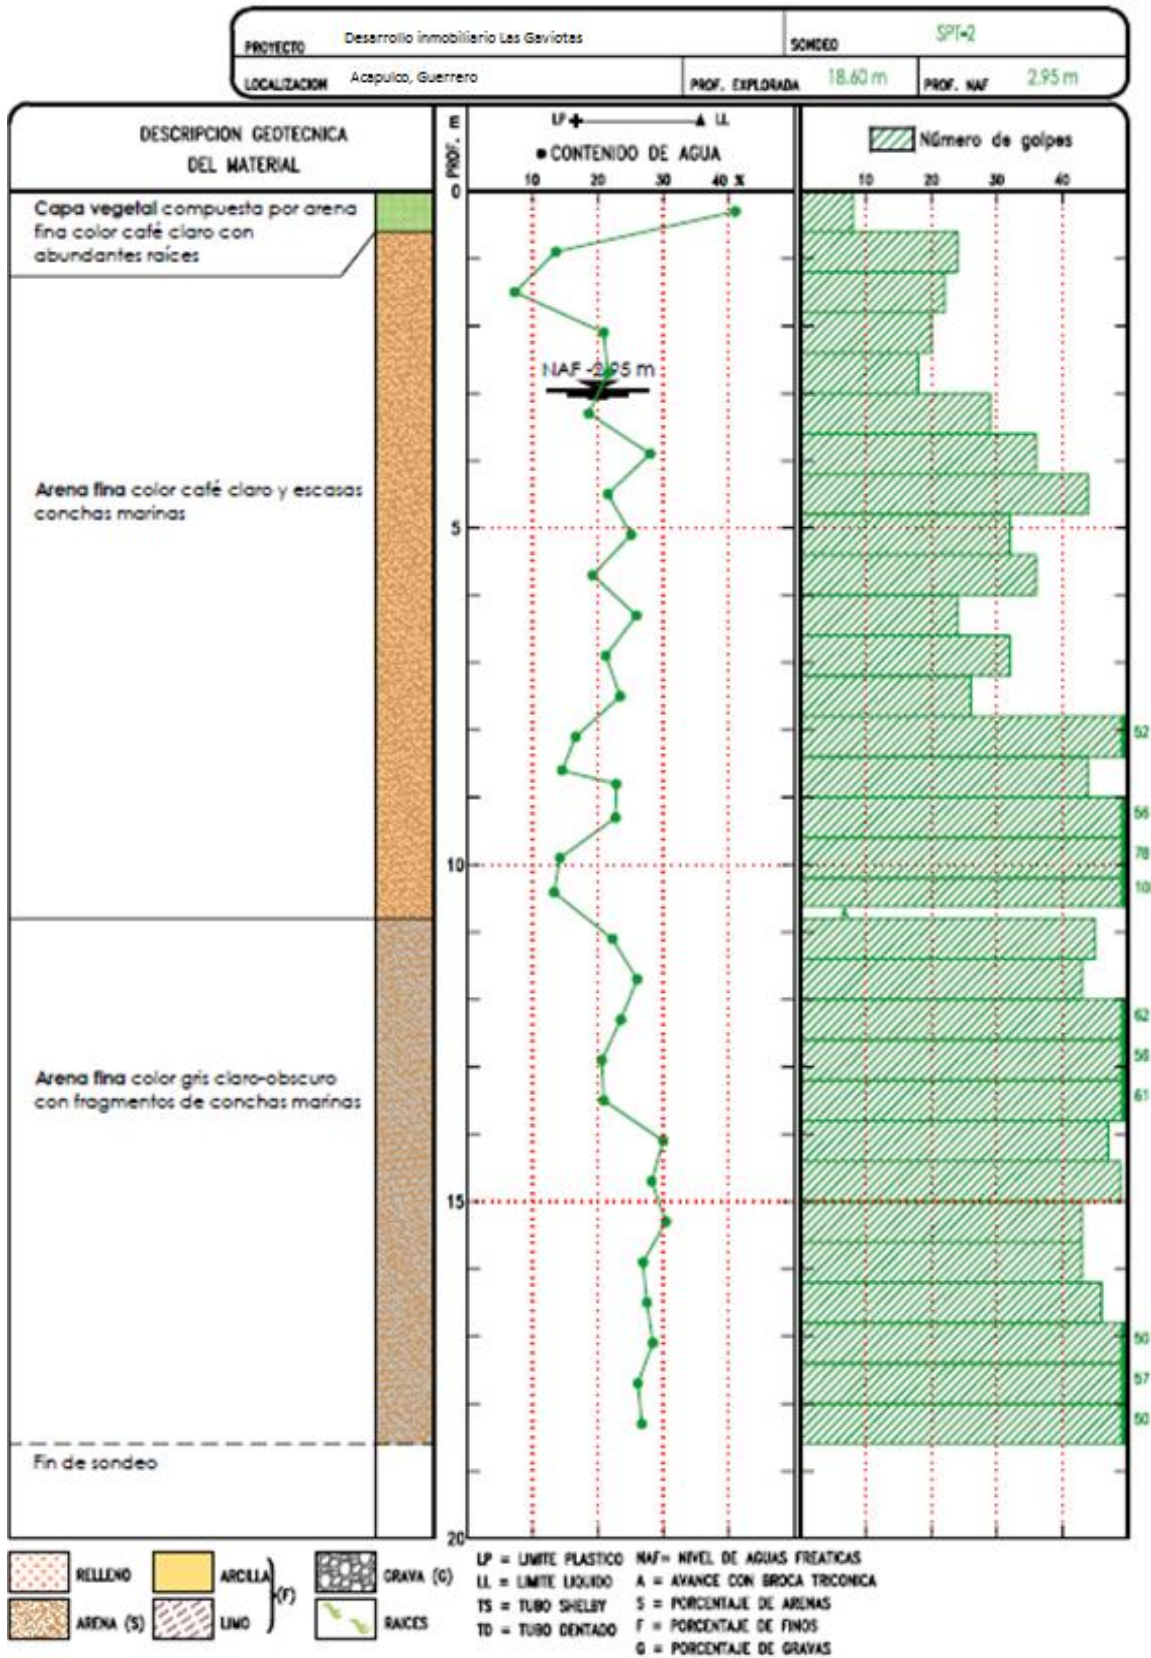 PROYECTO Desarrollo inmobiliario Las Gaviotas SONDEO SPT-2
LOCALIZACION Acapulco, Guerrero PROF. EXPLORADA 18.60 m PROF. NAF 2.95 m
DESCRIPCION GEOTECNICA
DEL MATERIAL
PROF. m
LP LL
CONTENIDO DE AGUA
10 20 30 40 %
Número de golpes
10 20 30 40
0
Capa vegetal compuesta por arena
fina color café claro con
abundantes raíces
NAF -2.95 m
Arena fina color café claro y escasas
conchas marinas
5
52
56
78
10
100
A
62
Arena fina color gris claro-obscuro
con fragmentos de conchas marinas
61
15
57
50
Fin de sondeo
20
RELLENO ARCILLA (F) GRAVA (G)
ARENA (S) LIMO RAICES
LP = LIMITE PLASTICO NAF= NIVEL DE AGUAS FREATICAS
LL = LIMITE LIQUIDO A = AVANCE CON BROCA TRICONICA
TS = TUBO SHELBY S = PORCENTAJE DE ARENAS
TD = TUBO DENTADO F = PORCENTAJE DE FINOS
G = PORCENTAJE DE GRAVAS